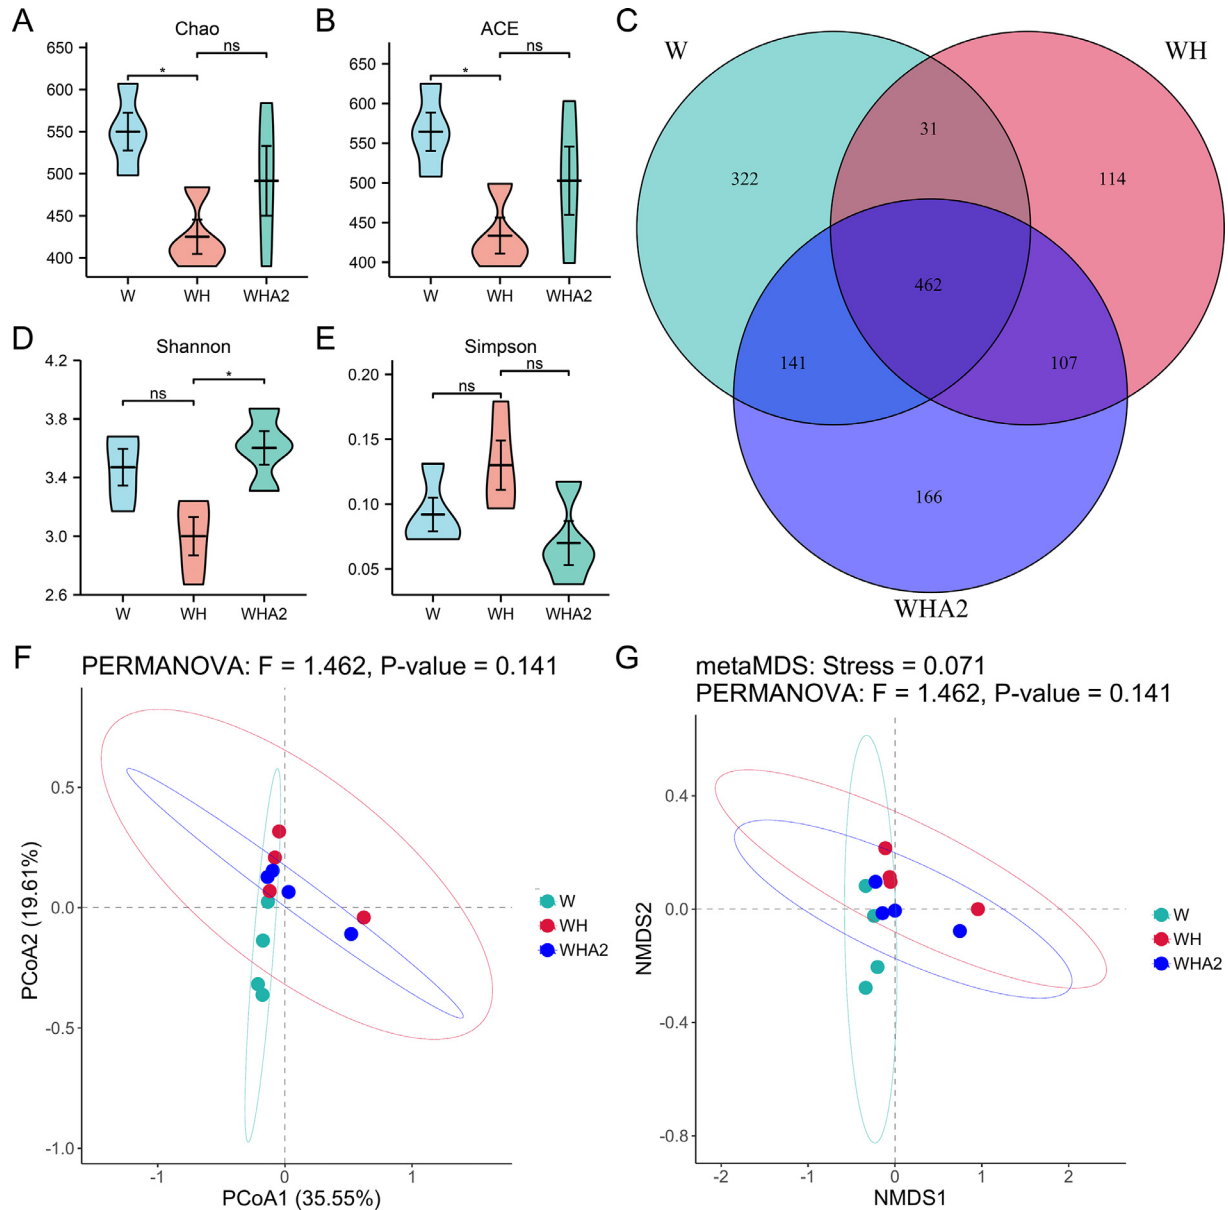 A
Chao
650
600
550
500
450
400
*
ns
W
WH
WHA2
B
ACE
650
600
550
500
450
400
*
ns
W
WH
WHA2
C
W
WH
31
322
114
462
141
107
166
WHA2
D
Shannon
4.2
3.8
3.4
3.0
2.6
ns
*
W
WH
WHA2
E
Simpson
0.20
0.15
0.10
0.05
ns
ns
W
WH
WHA2
F
PERMANOVA: F = 1.462, P-value = 0.141
PCoA2 (19.61%)
0.5
0.0
-0.5
-1.0
-1
0
1
PCoA1 (35.55%)
W
WH
WHA2
G
metaMDS: Stress = 0.071
PERMANOVA: F = 1.462, P-value = 0.141
NMDS2
0.4
0.0
-0.4
-0.8
-2
-1
0
1
2
NMDS1
W
WH
WHA2